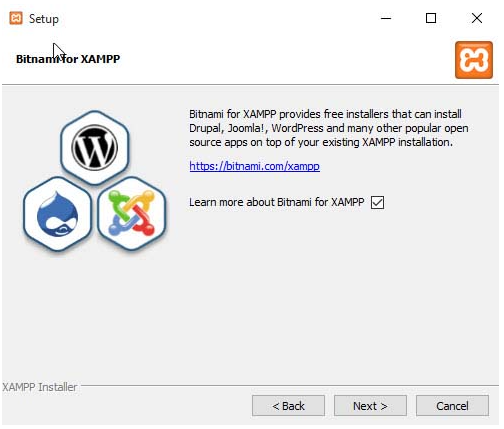 Setup
Bitnami for XAMPP
Bitnami for XAMPP provides free installers that can install
Drupal, Joomla!, WordPress and many other popular open
source apps on top of your existing XAMPP installation.
https://bitnami.com/xampp
Learn more about Bitnami for XAMPP
XAMPP Installer
< Back
Next >
Cancel